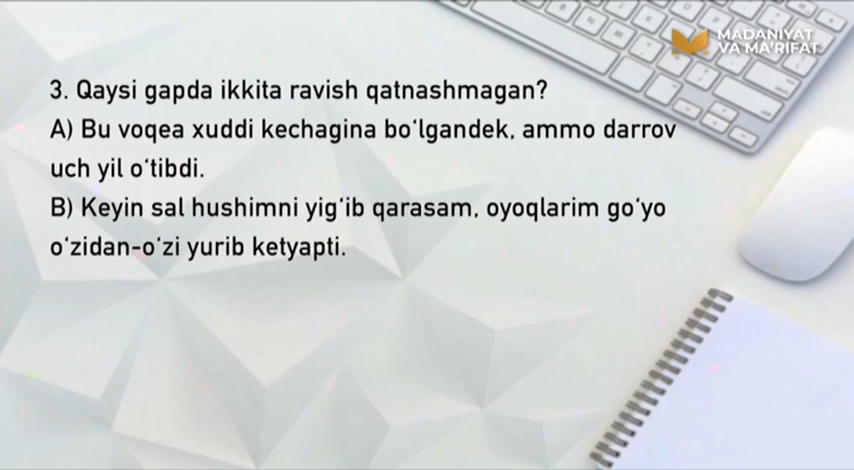 MADANIYAT
VA MA'RIFAT
3. Qaysi gapda ikkita ravish qatnashmagan?
A) Bu voqea xuddi kechagina bo‘lgandek, ammo darrov
uch yil o‘tibdi.
B) Keyin sal hushimni yig‘ib qarasam, oyoqlarim go‘yo
o‘zidan-o‘zi yurib ketyapti.